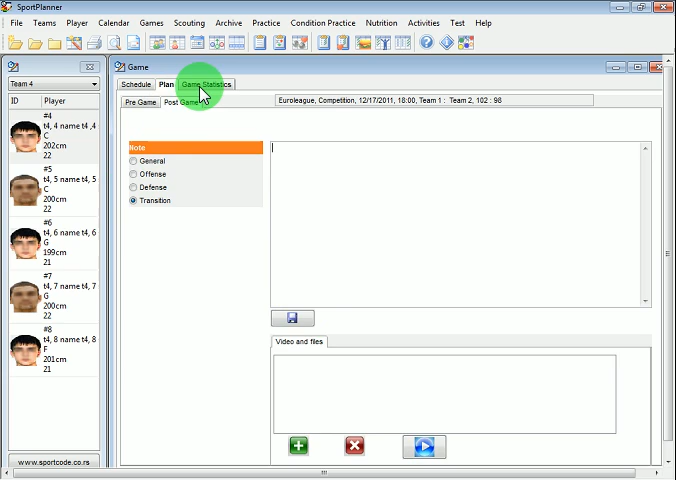 SportPlanner
File Teams Player Calendar Games Scouting Archive Practice Condition Practice Nutrition Activities Test Help
Game
Team 4
Schedule Plan Game Statistics
ID Player
Pre Game Post Game
Euroleague, Competition, 12/17/2011, 18:00, Team 1 : Team 2, 102 : 98
#4
t4, 4 name t4 ,4
C
202cm
22
#5
t4, 5 name t4, 5
C
200cm
22
#6
t4, 6 name t4, 6
G
199cm
21
#7
t4, 7 name t4, 7
G
200cm
22
#8
t4, 8 name t4, 8
F
201cm
21
Note
General
Offense
Defense
Transition
Video and files
www.sportcode.co.rs